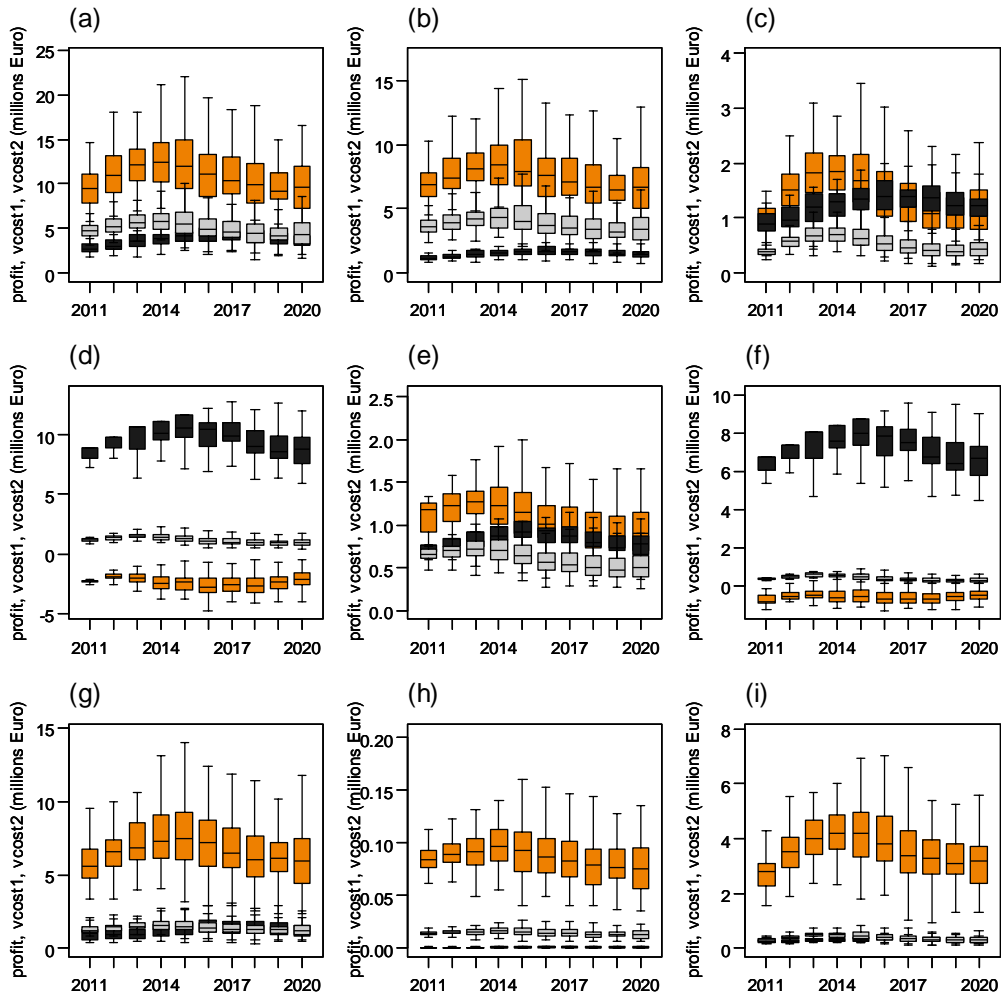 (a)
profit, vcost1, vcost2 (millions Euro)
25
20
15
10
5
0
2011 2014 2017 2020
(b)
profit, vcost1, vcost2 (millions Euro)
15
10
5
0
2011 2014 2017 2020
(c)
profit, vcost1, vcost2 (millions Euro)
4
3
2
1
0
2011 2014 2017 2020
(d)
profit, vcost1, vcost2 (millions Euro)
10
5
0
-5
2011 2014 2017 2020
(e)
profit, vcost1, vcost2 (millions Euro)
2.5
2.0
1.5
1.0
0.5
0.0
2011 2014 2017 2020
(f)
profit, vcost1, vcost2 (millions Euro)
10
8
6
4
2
0
2011 2014 2017 2020
(g)
profit, vcost1, vcost2 (millions Euro)
15
10
5
0
2011 2014 2017 2020
(h)
profit, vcost1, vcost2 (millions Euro)
0.20
0.15
0.10
0.05
0.00
2011 2014 2017 2020
(i)
profit, vcost1, vcost2 (millions Euro)
8
6
4
2
0
2011 2014 2017 2020